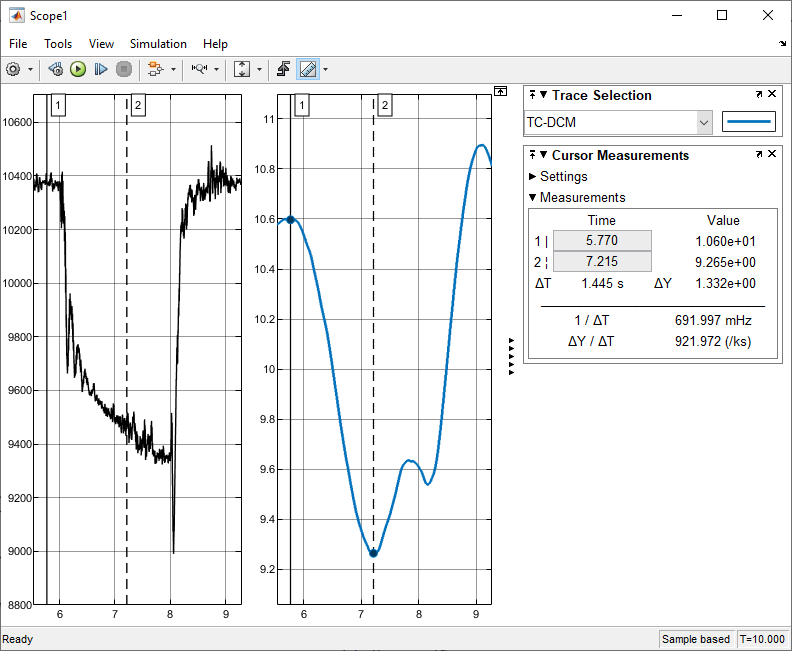 Scope1
File Tools View Simulation Help
1 2
10600
10400
10200
10000
9800
9600
9400
9200
9000
8800
6 7 8 9
1 2
11
10.8
10.6
10.4
10.2
10
9.8
9.6
9.4
9.2
6 7 8 9
Trace Selection
TC-DCM
Cursor Measurements
Settings
Measurements
Time Value
1 | 5.770 1.060e+01
2 ¦ 7.215 9.265e+00
ΔT 1.445 s ΔY 1.332e+00
1 / ΔT 691.997 mHz
ΔY / ΔT 921.972 (/ks)
Ready Sample based T=10.000